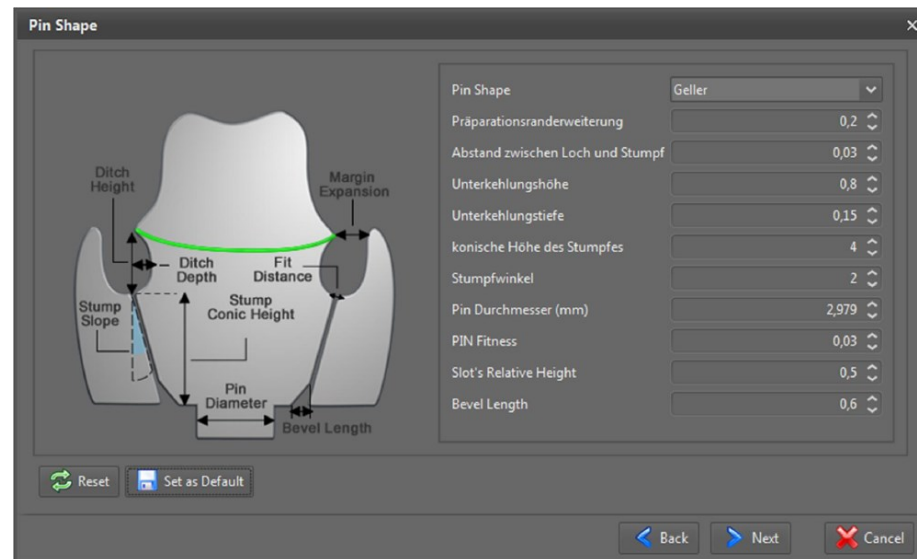 Pin Shape
Ditch
Height
Margin
Expansion
Ditch
Depth
Fit
Distance
Stump
Slope
Stump
Conic Height
Pin
Diameter
Bevel Length
Pin Shape Geller
Präparationsranderweiterung 0,2
Abstand zwischen Loch und Stumpf 0,03
Unterkehlungshöhe 0,8
Unterkehlungstiefe 0,15
konische Höhe des Stumpfes 4
Stumpfwinkel 2
Pin Durchmesser (mm) 2,979
PIN Fitness 0,03
Slot's Relative Height 0,5
Bevel Length 0,6
Reset Set as Default
Back Next Cancel